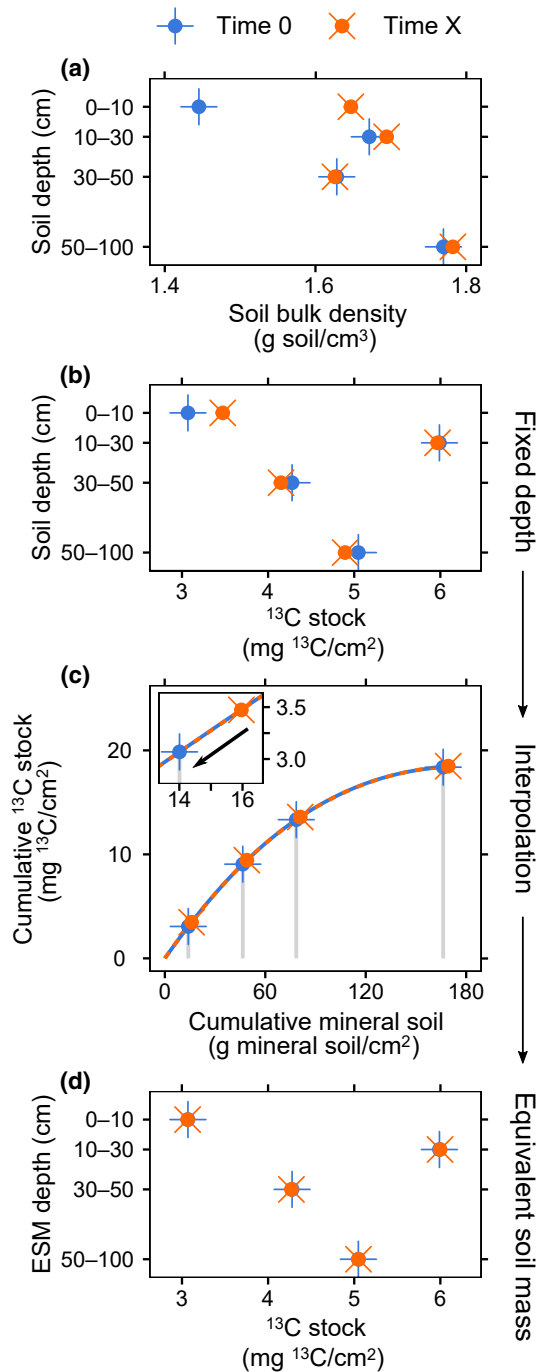 Time 0 Time X
(a)
Soil depth (cm)
0–10
10–30
30–50
50–100
1.4 1.6 1.8
Soil bulk density
(g soil/cm³)
(b)
Soil depth (cm)
0–10
10–30
30–50
50–100
3 4 5 6
¹³C stock
(mg ¹³C/cm²)
Fixed depth
(c)
Cumulative ¹³C stock
(mg ¹³C/cm²)
20
10
0
3.5
3.0
14 16
0 60 120 180
Cumulative mineral soil
(g mineral soil/cm²)
Interpolation
(d)
ESM depth (cm)
0–10
10–30
30–50
50–100
3 4 5 6
¹³C stock
(mg ¹³C/cm²)
Equivalent soil mass